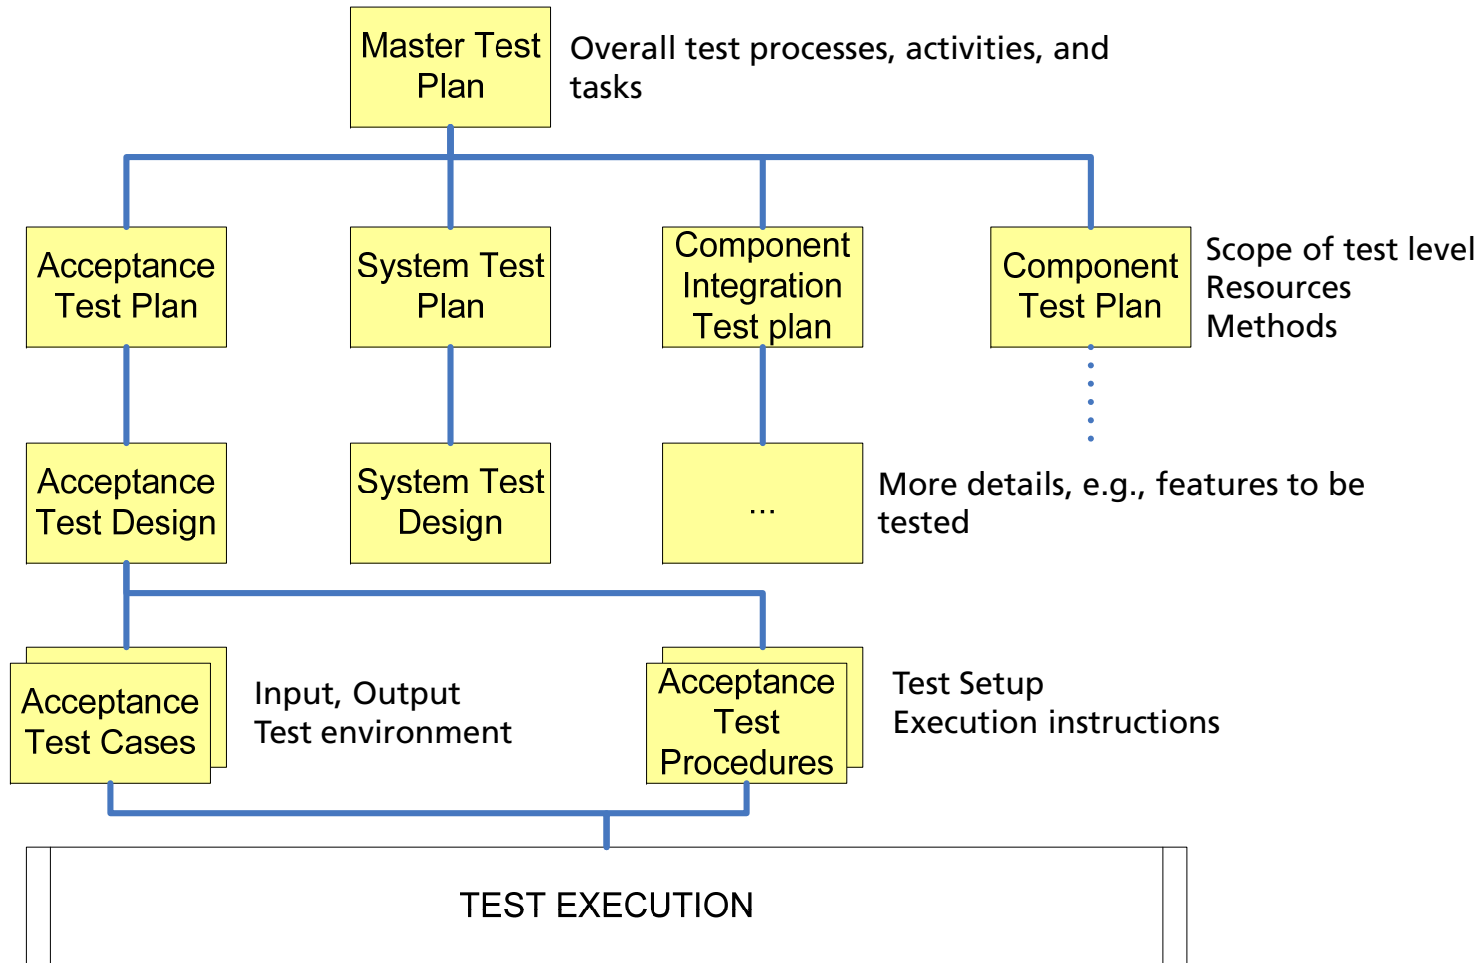 Master Test
Plan
Overall test processes, activities, and
tasks
Acceptance
Test Plan
System Test
Plan
Component
Integration
Test plan
Component
Test Plan
Scope of test level
Resources
Methods
Acceptance
Test Design
System Test
Design
...
More details, e.g., features to be
tested
Acceptance
Test Cases
Input, Output
Test environment
Acceptance
Test
Procedures
Test Setup
Execution instructions
TEST EXECUTION